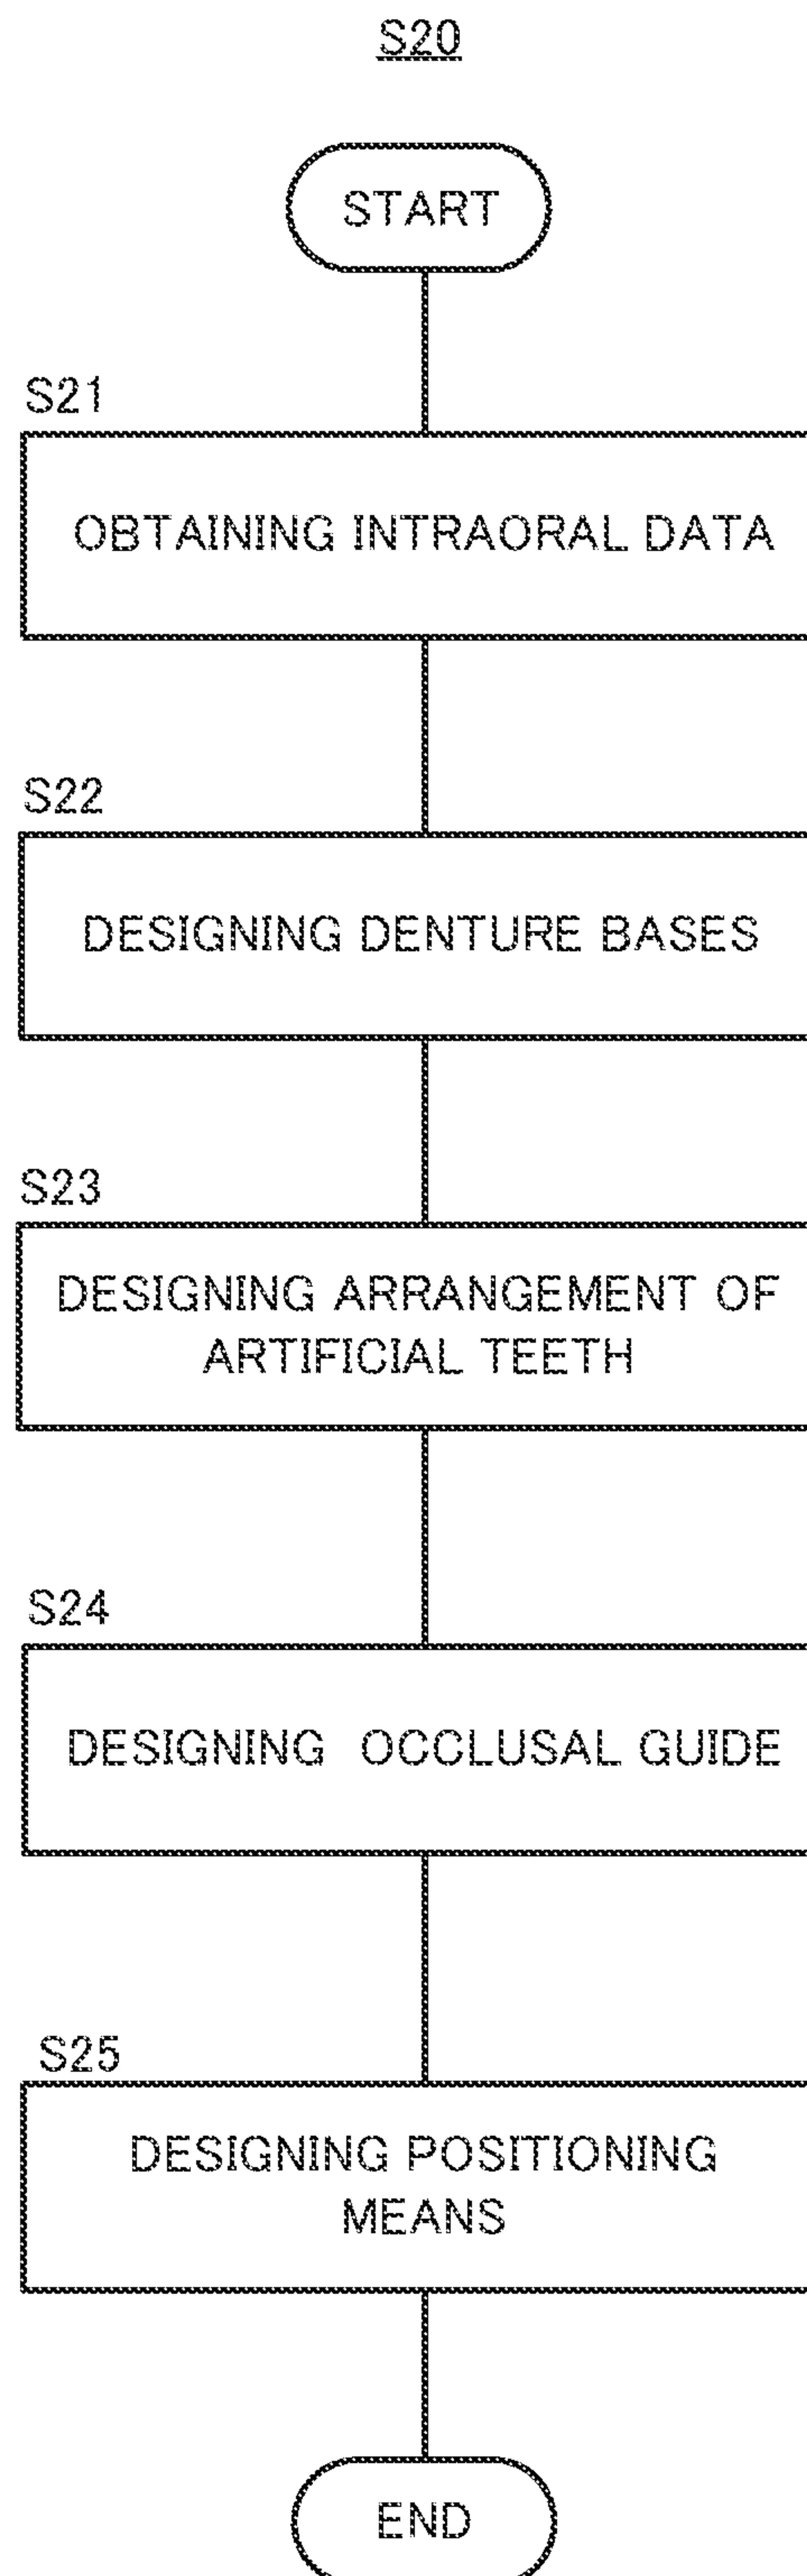 S20
START
S21
OBTAINING INTRAORAL DATA
S22
DESIGNING DENTURE BASES
S23
DESIGNING ARRANGEMENT OF
ARTIFICIAL TEETH
S24
DESIGNING OCCLUSAL GUIDE
S25
DESIGNING POSITIONING
MEANS
END